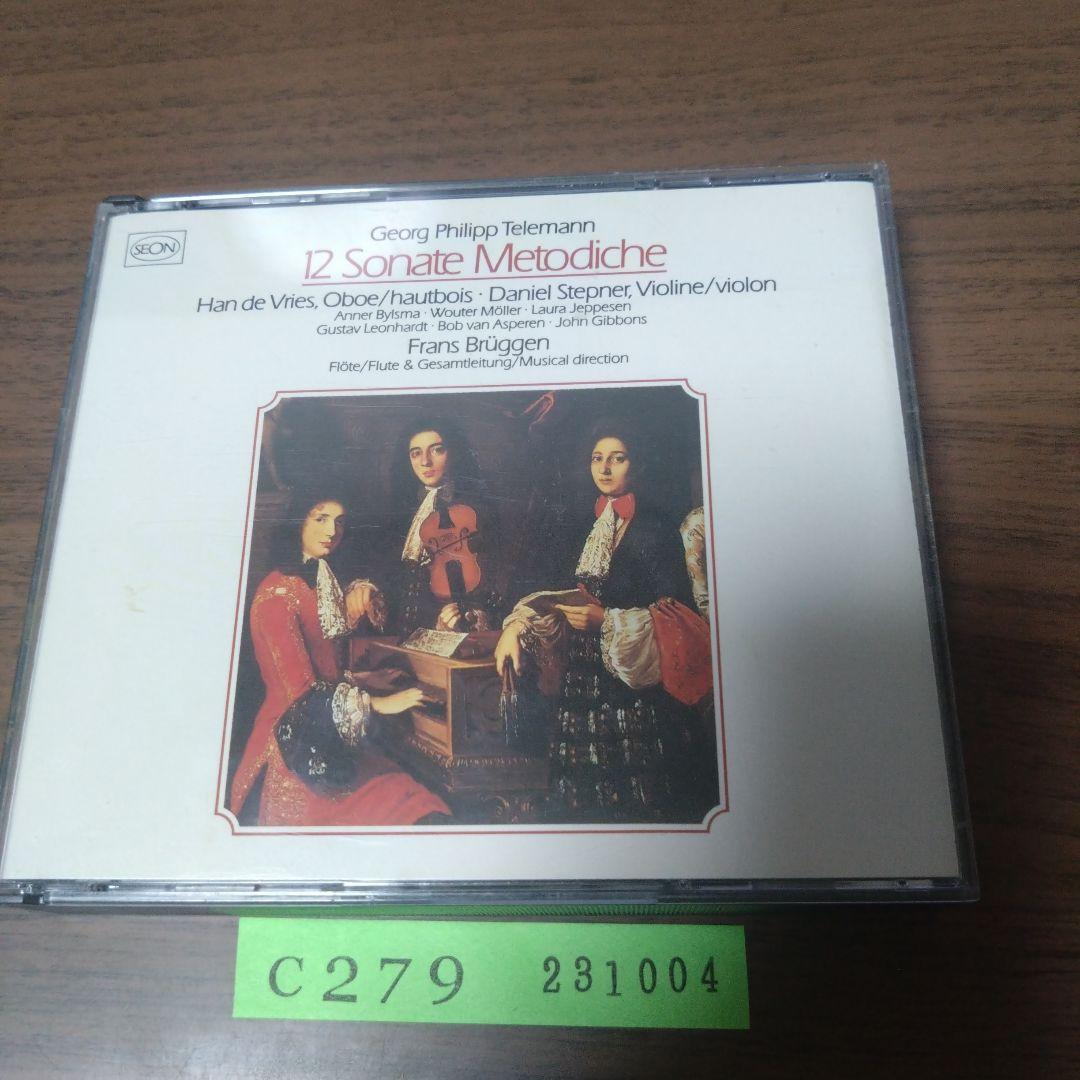 SEON
Georg Philipp Telemann
12 Sonate Metodiche
Han de Vries, Oboe/hautbois · Daniel Stepner, Violine/violon
Anner Bylsma · Wouter Möller · Laura Jeppesen
Gustav Leonhardt · Bob van Asperen · John Gibbons
Frans Brüggen
Flöte/Flute & Gesamtleitung/Musical direction
C279 231004